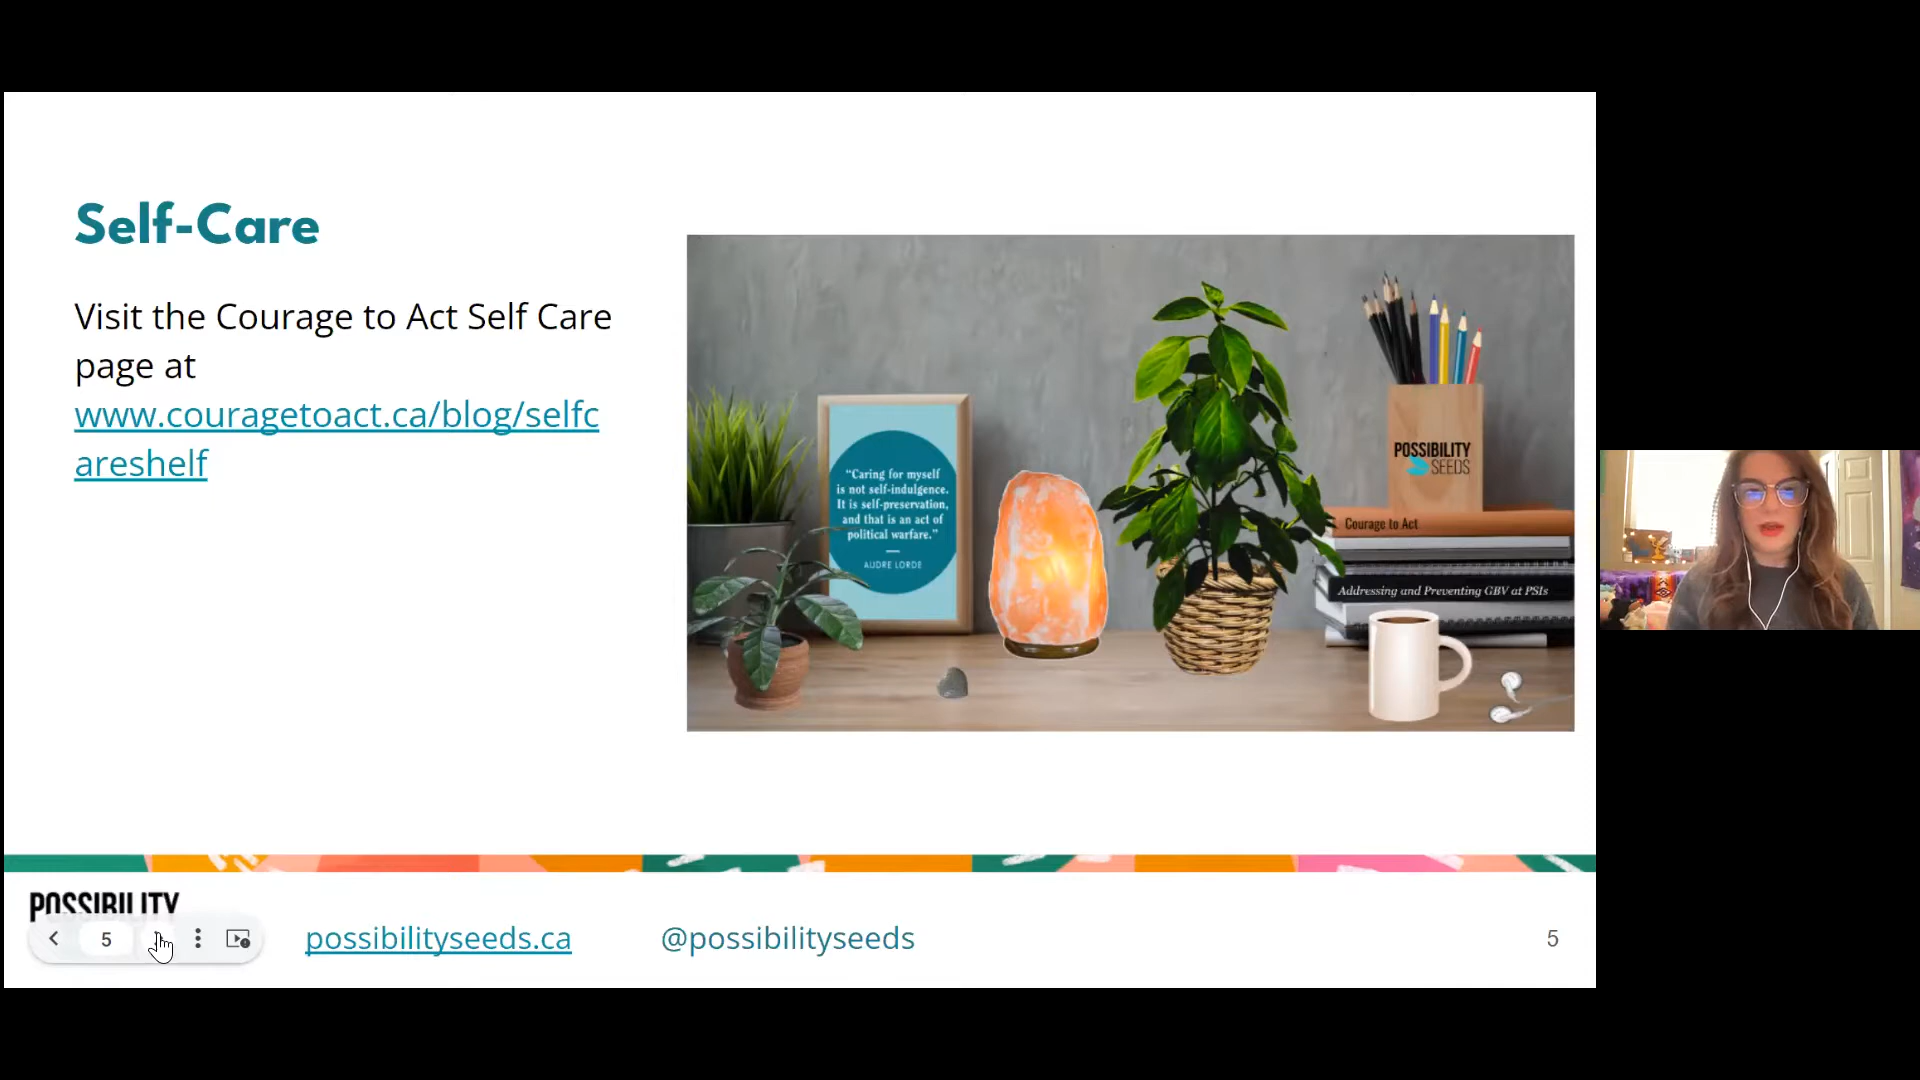 Self-Care
Visit the Courage to Act Self Care
page at
www.couragetoact.ca/blog/selfc
areshelf
“Caring for myself
is not self-indulgence.
It is self-preservation,
and that is an act of
political warfare.”
AUDRE LORDE
POSSIBILITY
SEEDS
Courage to Act
Addressing and Preventing GBV at PSIs
POSSIBILITY
5
possibilityseeds.ca
@possibilityseeds
5